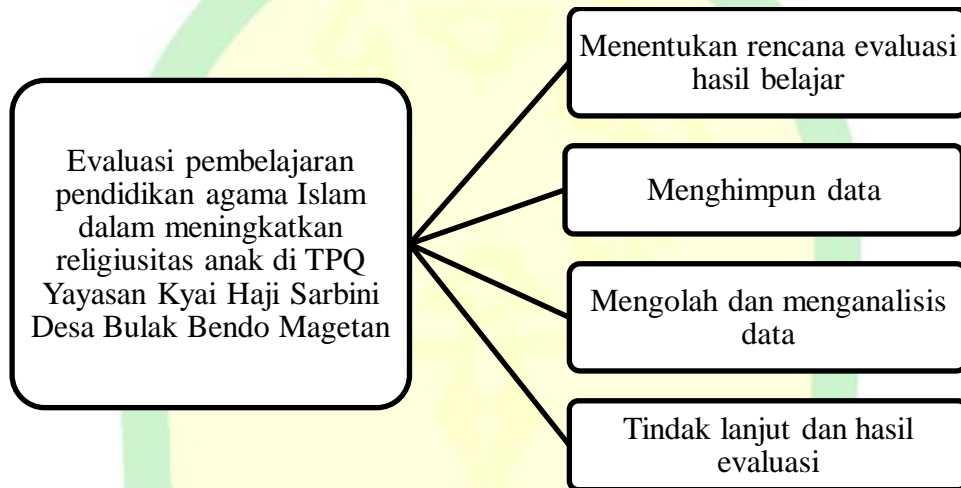 Evaluasi pembelajaran
pendidikan agama Islam
dalam meningkatkan
religiusitas anak di TPQ
Yayasan Kyai Haji Sarbini
Desa Bulak Bendo Magetan
Menentukan rencana evaluasi
hasil belajar
Menghimpun data
Mengolah dan menganalisis
data
Tindak lanjut dan hasil
evaluasi